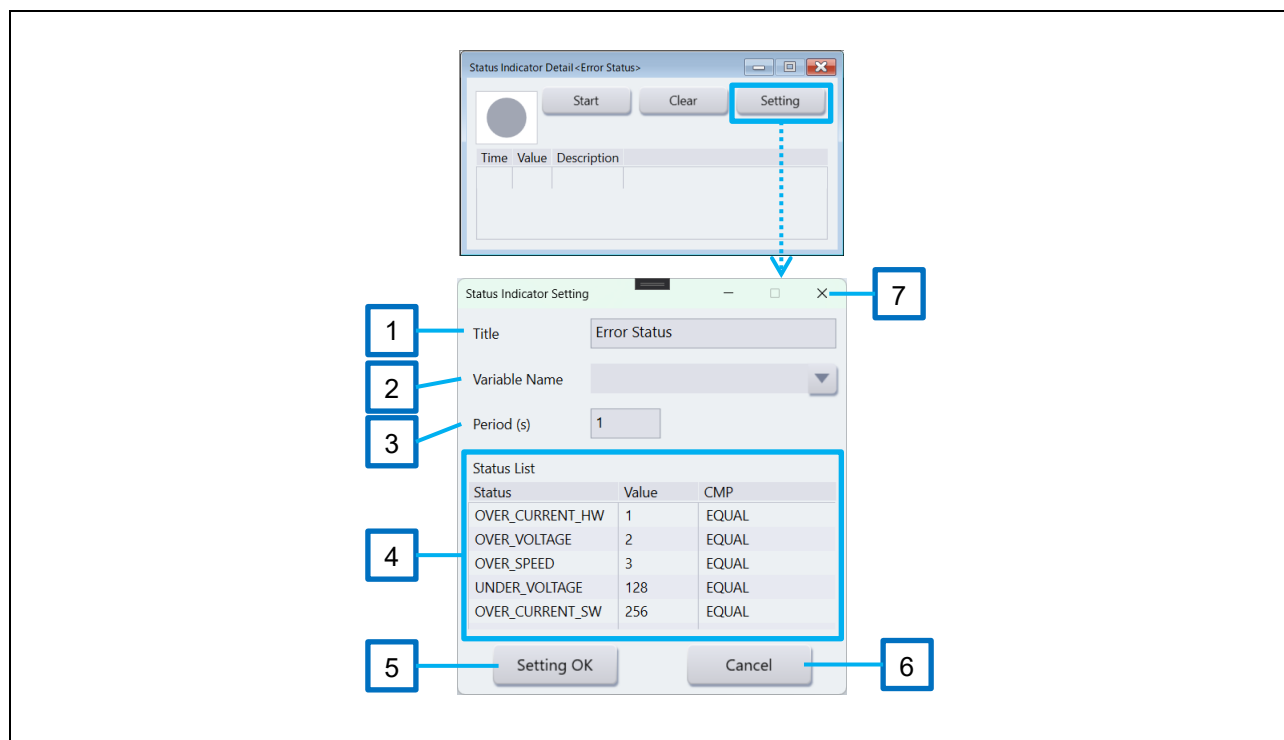 Status Indicator Detail<Error Status>
Start Clear Setting
Time Value Description
Status Indicator Setting
7
1
Title Error Status
2
Variable Name
3
Period (s) 1
4
Status List
Status Value CMP
OVER_CURRENT_HW 1 EQUAL
OVER_VOLTAGE 2 EQUAL
OVER_SPEED 3 EQUAL
UNDER_VOLTAGE 128 EQUAL
OVER_CURRENT_SW 256 EQUAL
5
Setting OK Cancel
6